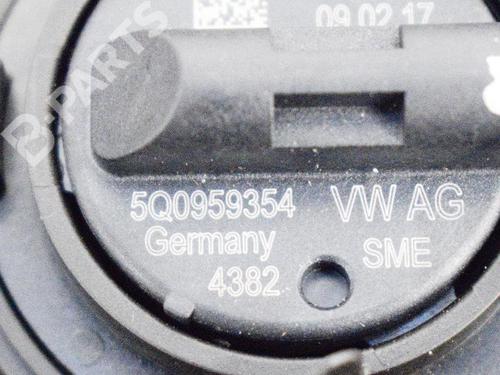 09 02 17
5Q0959354 VW AG
Germany SME
4382
B-PARTS